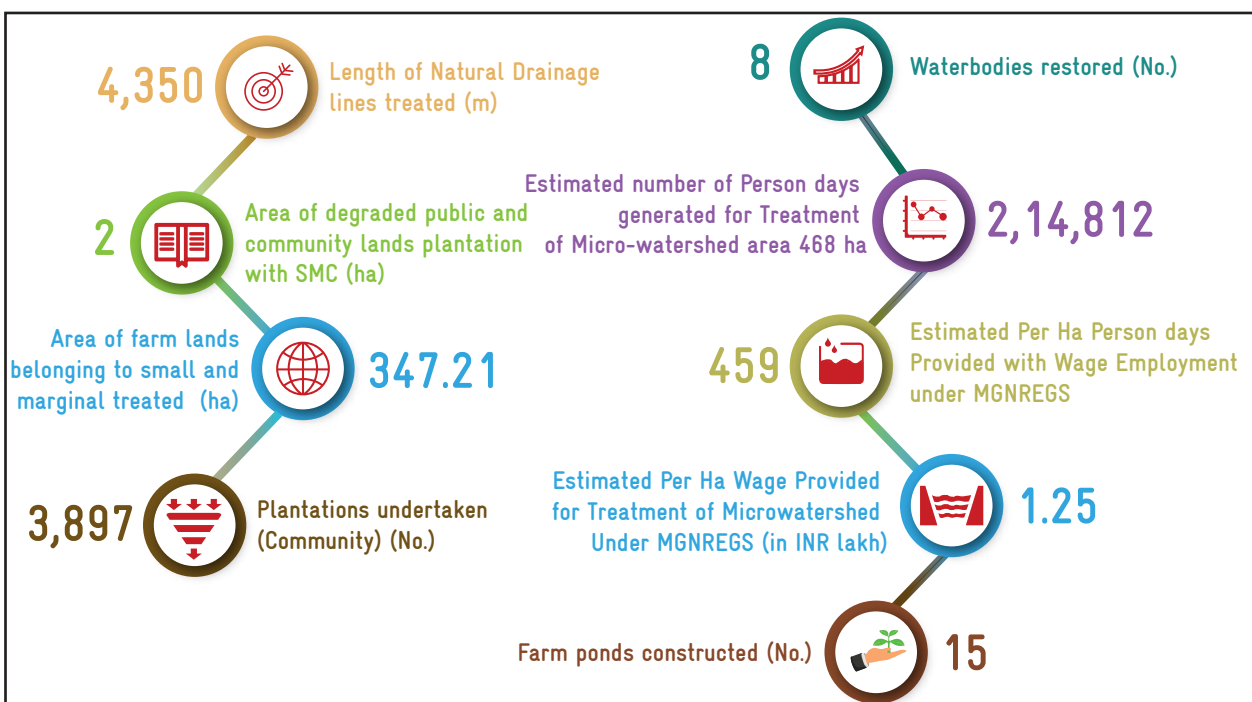 4,350
Length of Natural Drainage
lines treated (m)
2
Area of degraded public and
community lands plantation
with SMC (ha)
Area of farm lands
belonging to small and
marginal treated (ha)
347.21
3,897
Plantations undertaken
(Community) (No.)
8
Waterbodies restored (No.)
Estimated number of Person days
generated for Treatment
of Micro-watershed area 468 ha
2,14,812
459
Estimated Per Ha Person days
Provided with Wage Employment
under MGNREGS
Estimated Per Ha Wage Provided
for Treatment of Microwatershed
Under MGNREGS (in INR lakh)
1.25
Farm ponds constructed (No.)
15